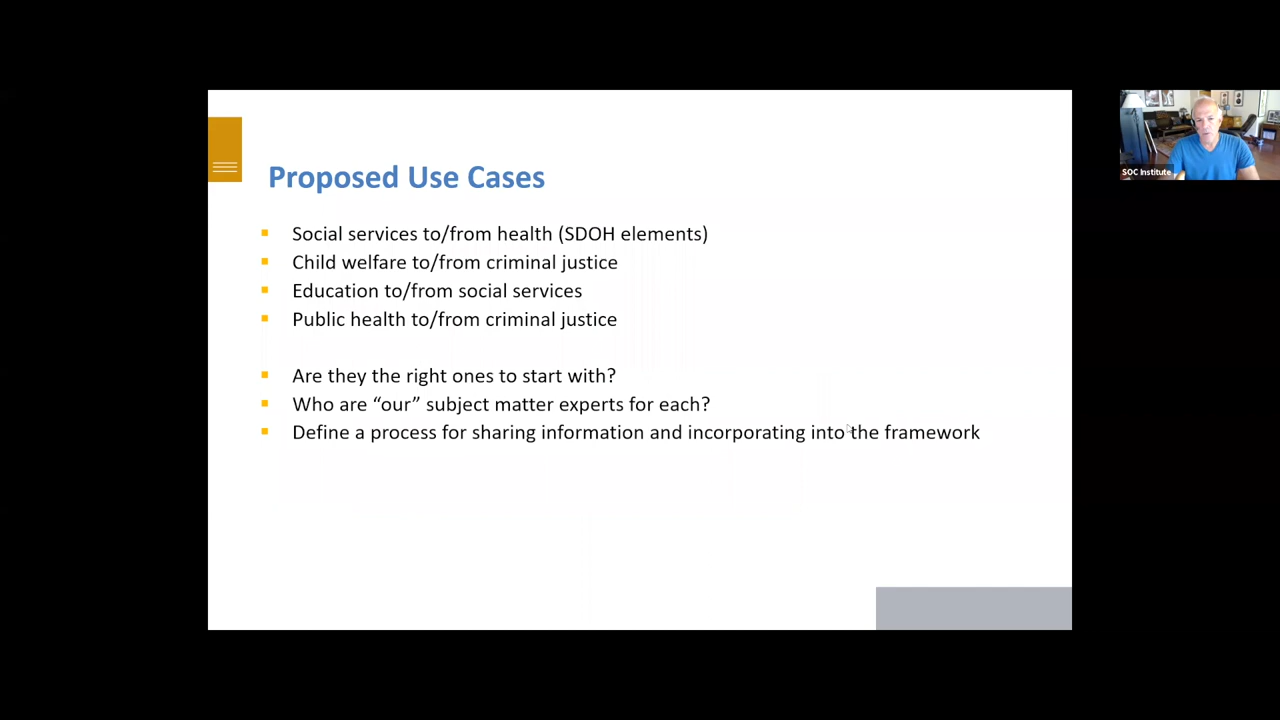 Proposed Use Cases
Social services to/from health (SDOH elements)
Child welfare to/from criminal justice
Education to/from social services
Public health to/from criminal justice
Are they the right ones to start with?
Who are “our” subject matter experts for each?
Define a process for sharing information and incorporating into the framework
SOC Institute